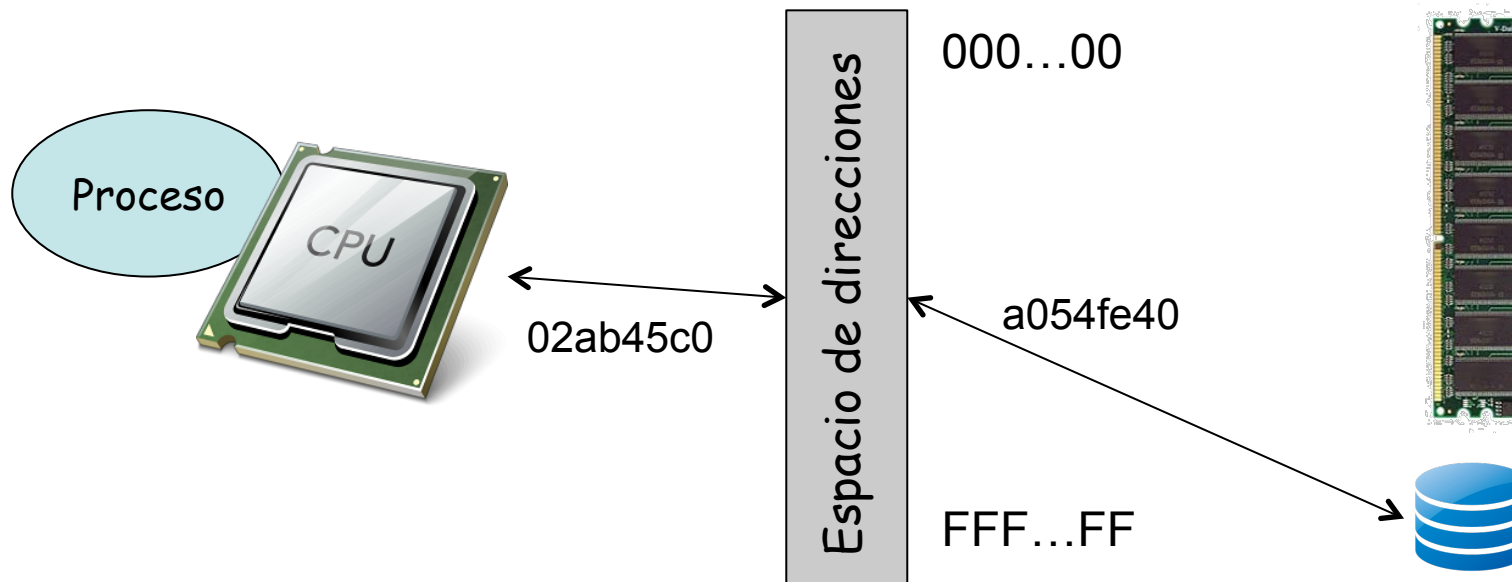 000…00
Proceso
CPU
Espacio de direcciones
02ab45c0
a054fe40
FFF…FF